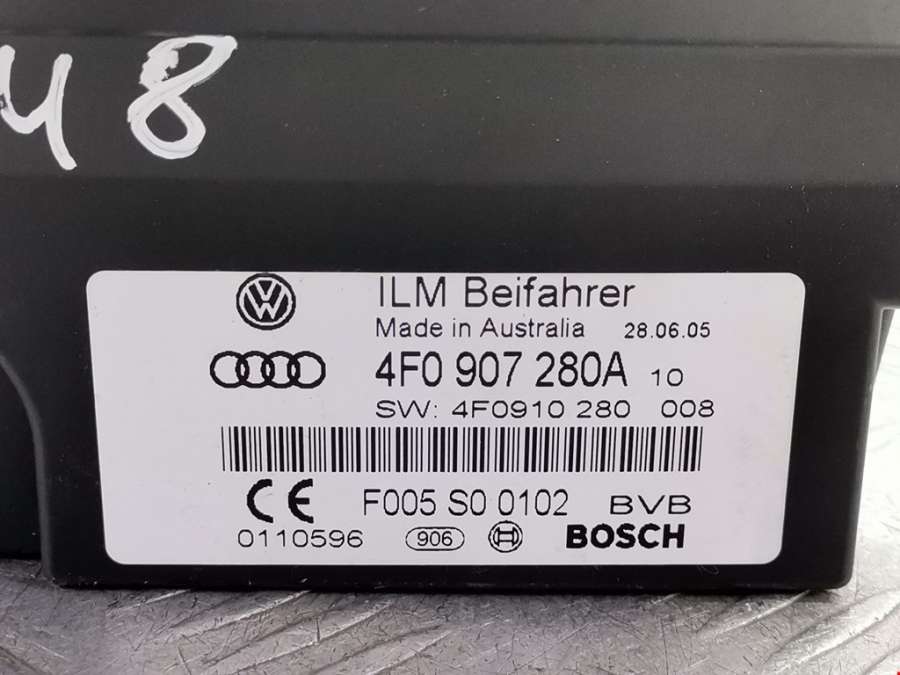 48
ILM Beifahrer
Made in Australia 28.06.05
4F0 907 280A 10
SW: 4F0910 280 008
CE F005 S0 0102 BVB
0110596 906 BOSCH